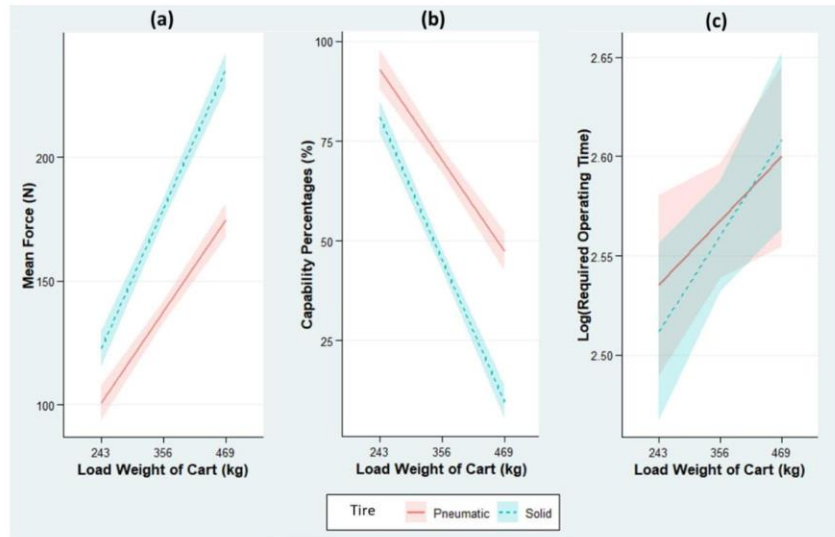 (a)
Mean Force (N)
200
150
100
243 356 469
Load Weight of Cart (kg)
(b)
Capability Percentages (%)
100
75
50
25
243 356 469
Load Weight of Cart (kg)
(c)
Log(Required Operating Time)
2.65
2.60
2.55
2.50
243 356 469
Load Weight of Cart (kg)
Tire Pneumatic Solid